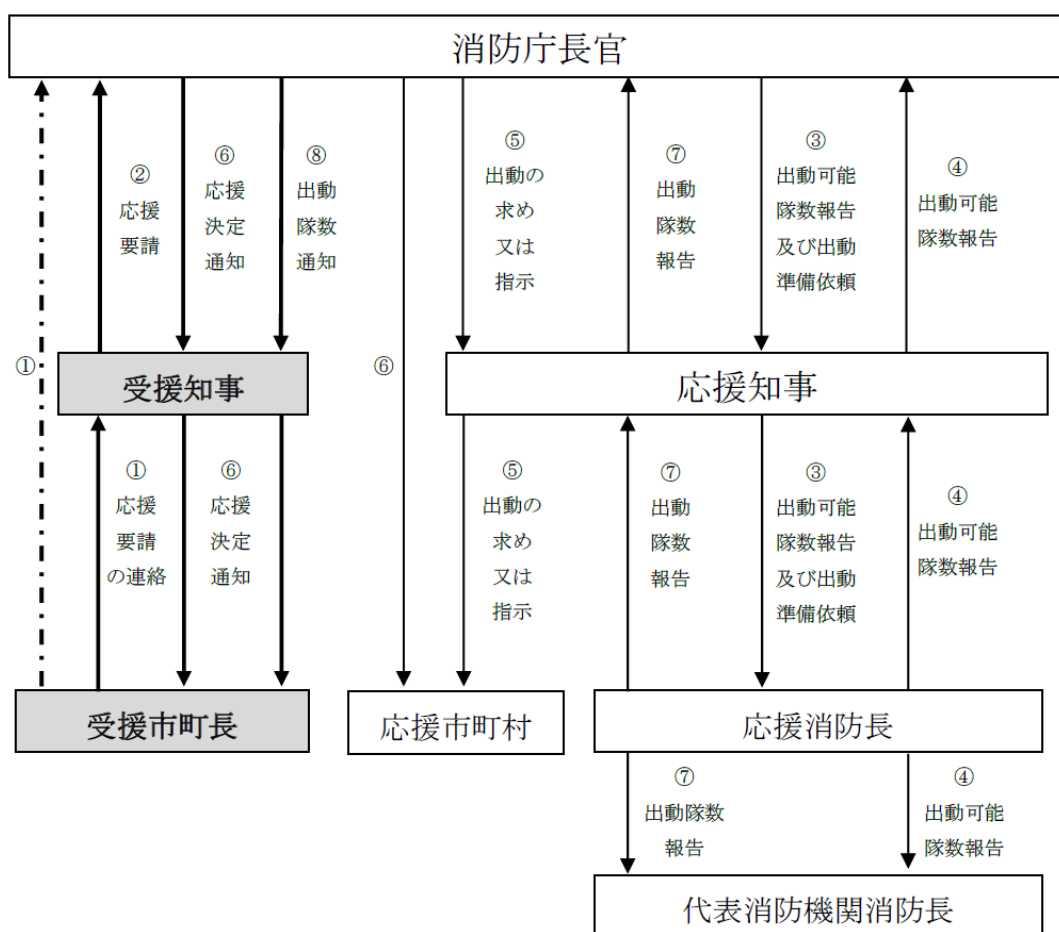 消防庁長官
②
応援
要請
⑥
応援
決定
通知
⑧
出動
隊数
通知
⑤
出動の
求め
又は
指示
⑦
出動
隊数
報告
③
出動可能
隊数報告
及び出動
準備依頼
④
出動可能
隊数報告
①
⑥
受援知事
応援知事
①
応援
要請
の連絡
⑥
応援
決定
通知
⑤
出動の
求め
又は
指示
⑦
出動
隊数
報告
③
出動可能
隊数報告
及び出動
準備依頼
④
出動可能
隊数報告
受援市町長
応援市町村
応援消防長
⑦
出動隊数
報告
④
出動可能
隊数報告
代表消防機関消防長